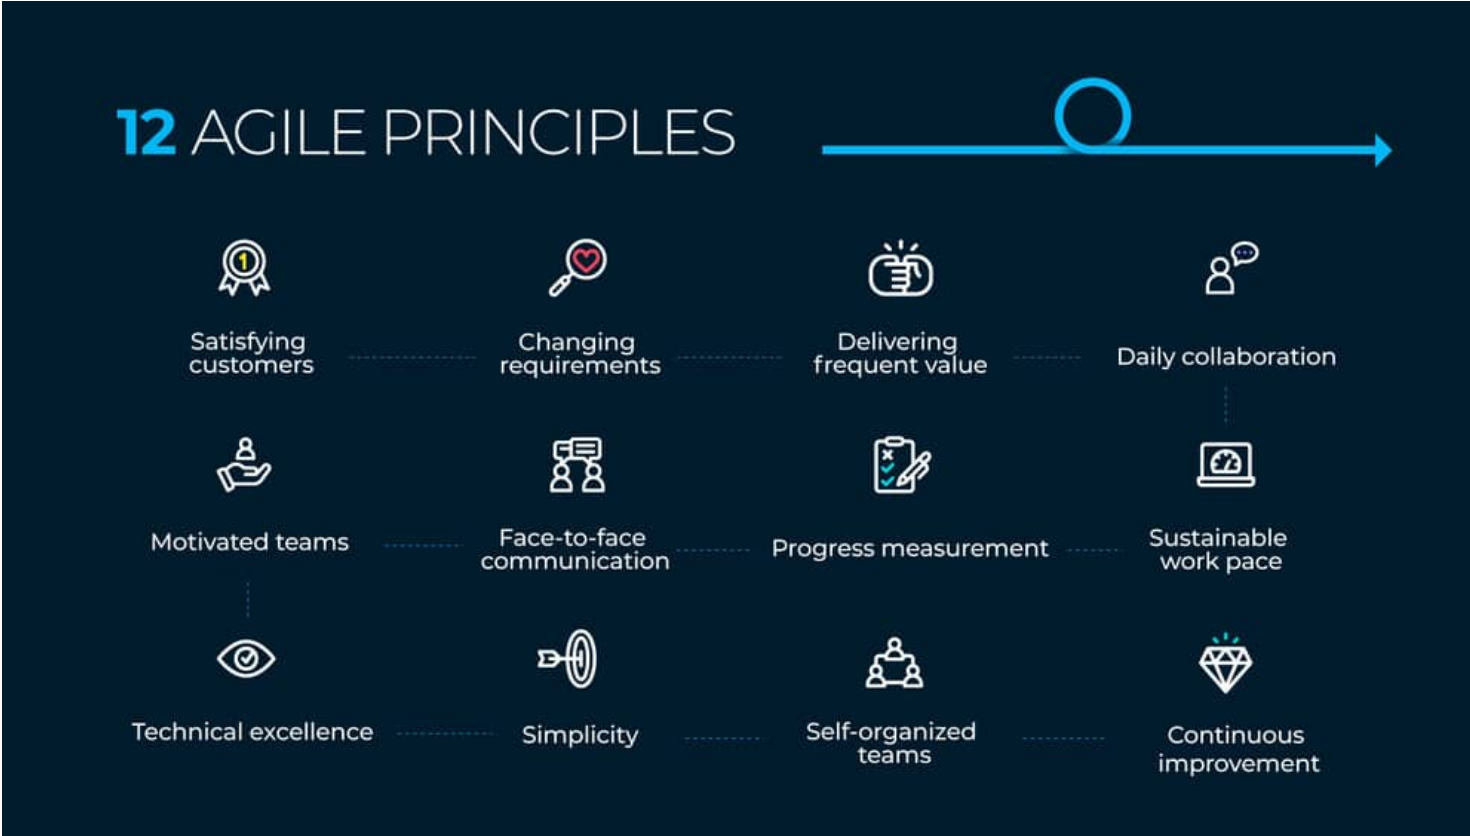 12 AGILE PRINCIPLES
1
Satisfying
customers
Changing
requirements
Delivering
frequent value
Daily collaboration
Motivated teams
Face-to-face
communication
Progress measurement
Sustainable
work pace
Technical excellence
Simplicity
Self-organized
teams
Continuous
improvement